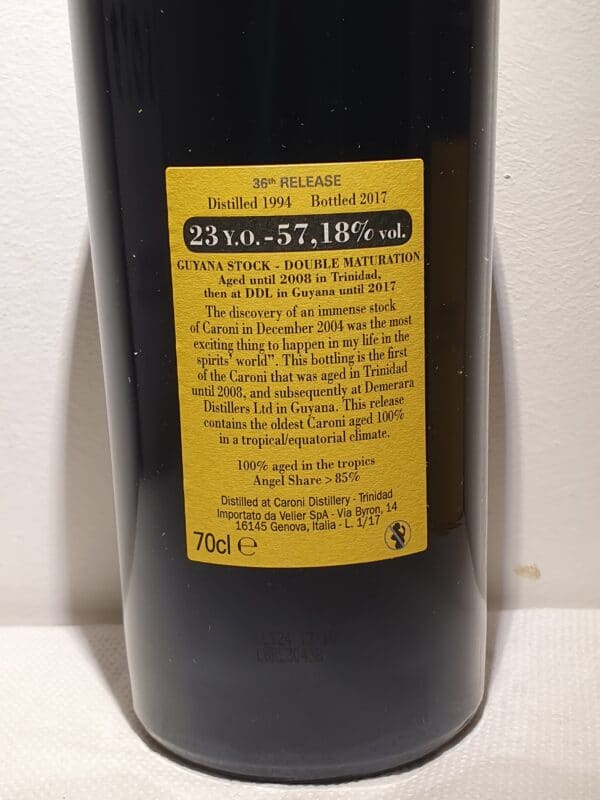 36th RELEASE
Distilled 1994 Bottled 2017
23 Y.O. - 57,18% vol.
GUYANA STOCK - DOUBLE MATURATION
Aged until 2008 in Trinidad,
then at DDL in Guyana until 2017
The discovery of an immense stock
of Caroni in December 2004 was the most
exciting thing to happen in my life in the
spirits’ world”. This bottling is the first
of the Caroni that was aged in Trinidad
until 2008, and subsequently at Demerara
Distillers Ltd in Guyana. This release
contains the oldest Caroni aged 100%
in a tropical/equatorial climate.
100% aged in the tropics
Angel Share > 85%
Distilled at Caroni Distillery - Trinidad
Importato da Velier SpA - Via Byron, 14
16145 Genova, Italia - L. 1/17
70cl e